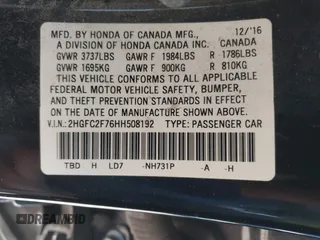 MFD. BY HONDA OF CANADA MFG., 12/'16
A DIVISION OF HONDA CANADA INC. CANADA
GVWR 3737LBS GAWR F 1984LBS R 1786LBS
GVWR 1695KG GAWR F 900KG R 810KG
THIS VEHICLE CONFORMS TO ALL APPLICABLE
FEDERAL MOTOR VEHICLE SAFETY, BUMPER,
AND THEFT PREVENTION STANDARDS IN EFFECT
ON THE DATE OF MANUFACTURE SHOWN ABOVE.
V.I.N.: 2HGFC2F76HH508192 TYPE: PASSENGER CAR
TBD H LD7 -NH731P -A -H
DREAMBID